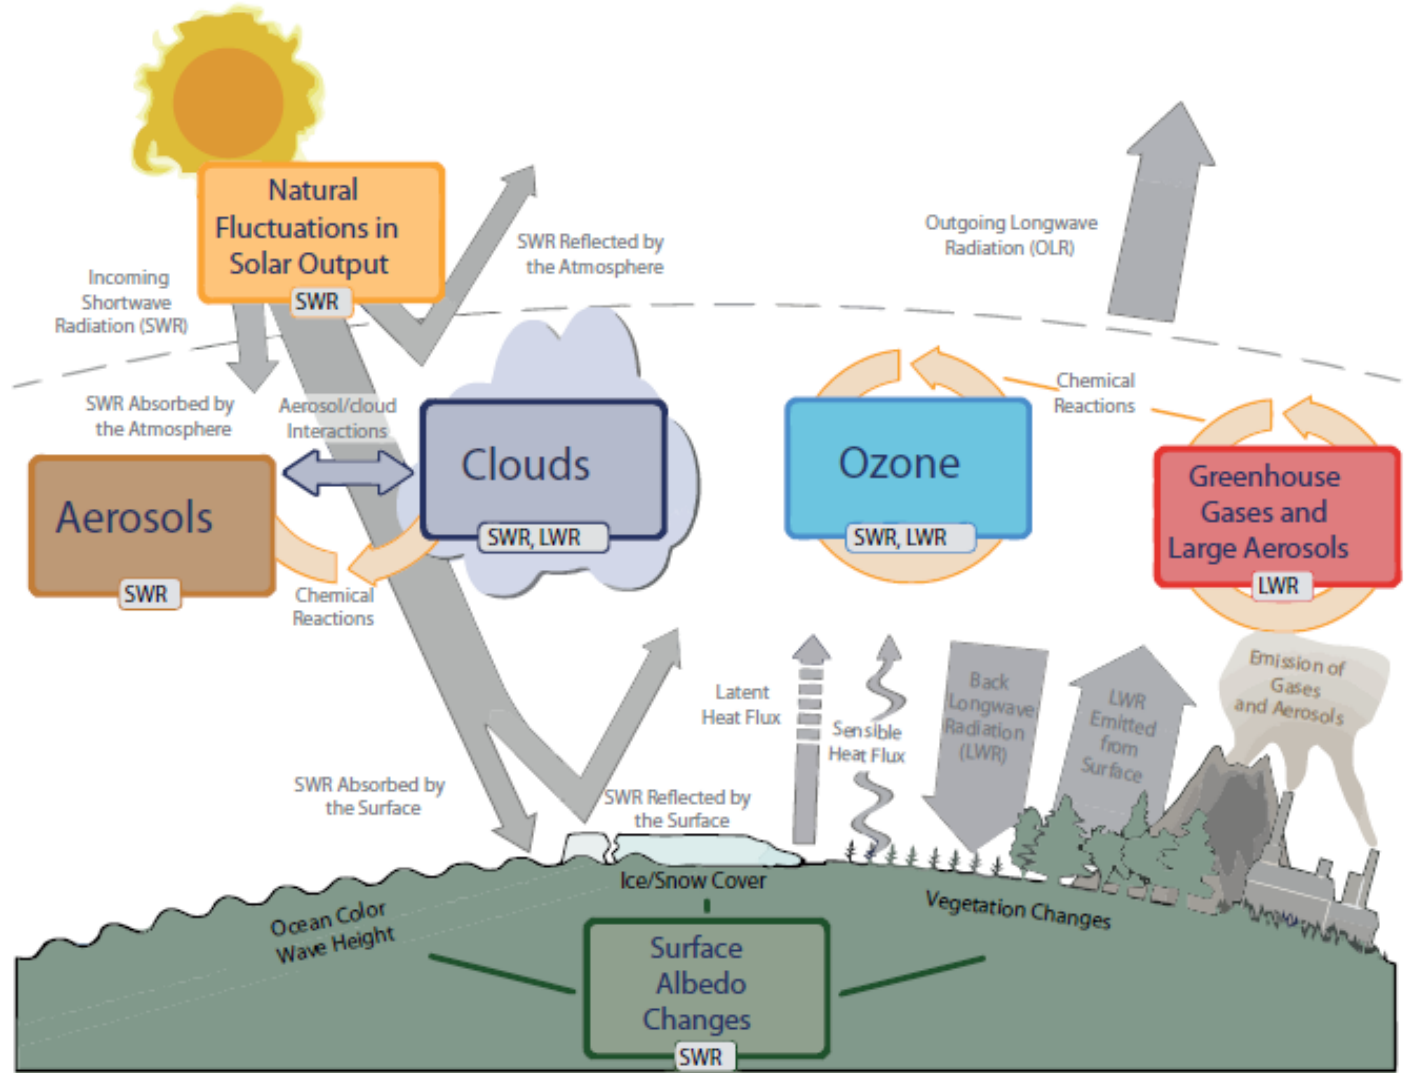 Natural
Fluctuations in
Solar Output
SWR
Incoming
Shortwave
Radiation (SWR)
SWR Reflected by
the Atmosphere
Outgoing Longwave
Radiation (OLR)
SWR Absorbed by
the Atmosphere
Aerosol/cloud
Interactions
Chemical
Reactions
Aerosols
SWR
Clouds
SWR, LWR
Ozone
SWR, LWR
Greenhouse
Gases and
Large Aerosols
LWR
Chemical
Reactions
Latent
Heat Flux
Sensible
Heat Flux
Back
Longwave
Radiation
(LWR)
LWR
Emitted
from
Surface
Emission of
Gases
and Aerosols
SWR Absorbed by
the Surface
SWR Reflected by
the Surface
Ice/Snow Cover
Ocean Color
Wave Height
Vegetation Changes
Surface
Albedo
Changes
SWR